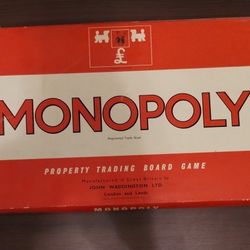 £
MONOPOLY
Registered Trade Mark
PROPERTY TRADING BOARD GAME
Manufactured in Great Britain by
JOHN WADDINGTON LTD.
London and Leeds
MONOPOLY